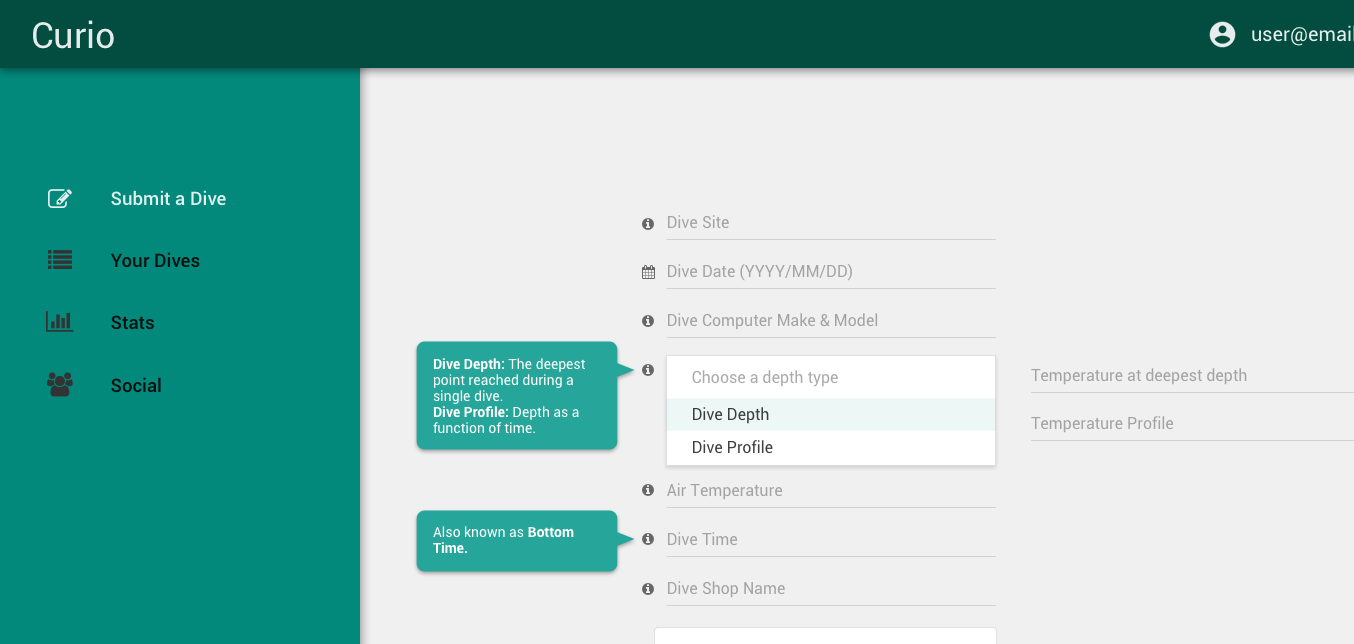 Curio
user@email
Submit a Dive
Your Dives
Stats
Social
Dive Site
Dive Date (YYYY/MM/DD)
Dive Computer Make & Model
Dive Depth: The deepest
point reached during a
single dive.
Dive Profile: Depth as a
function of time.
Choose a depth type
Dive Depth
Dive Profile
Temperature at deepest depth
Temperature Profile
Air Temperature
Also known as Bottom
Time.
Dive Time
Dive Shop Name